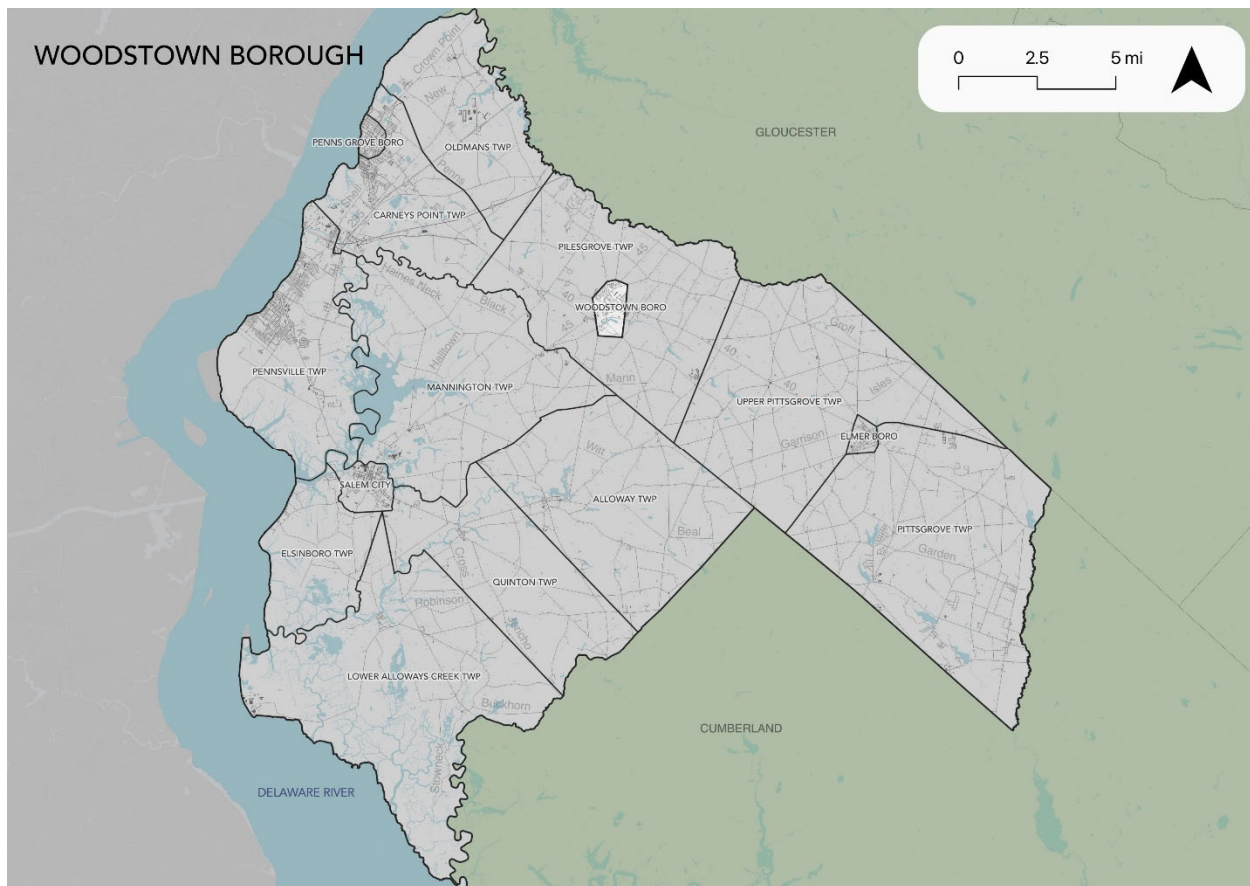 WOODSTOWN BOROUGH
0 2.5 5 mi
Crown Point
New
GLOUCESTER
PENNS GROVE BORO
OLDMANS TWP
Penns
Shell
CARNEYS POINT TWP
PILESGROVE TWP
45
Haines Neck
Black
40
WOODSTOWN BORO
45
Halltown
Groff
40
PENNSVILLE TWP
MANNINGTON TWP
Mann
40
Isles
UPPER PITTSGROVE TWP
Garrison
ELMER BORO
Witt
SALEM CITY
ALLOWAY TWP
Beal
PITTSGROVE TWP
Garden
ELSINBORO TWP
Cross
QUINTON TWP
Robinson
Jericho
LOWER ALLOWAYS CREEK TWP
Buckhorn
CUMBERLAND
Stowneck
DELAWARE RIVER